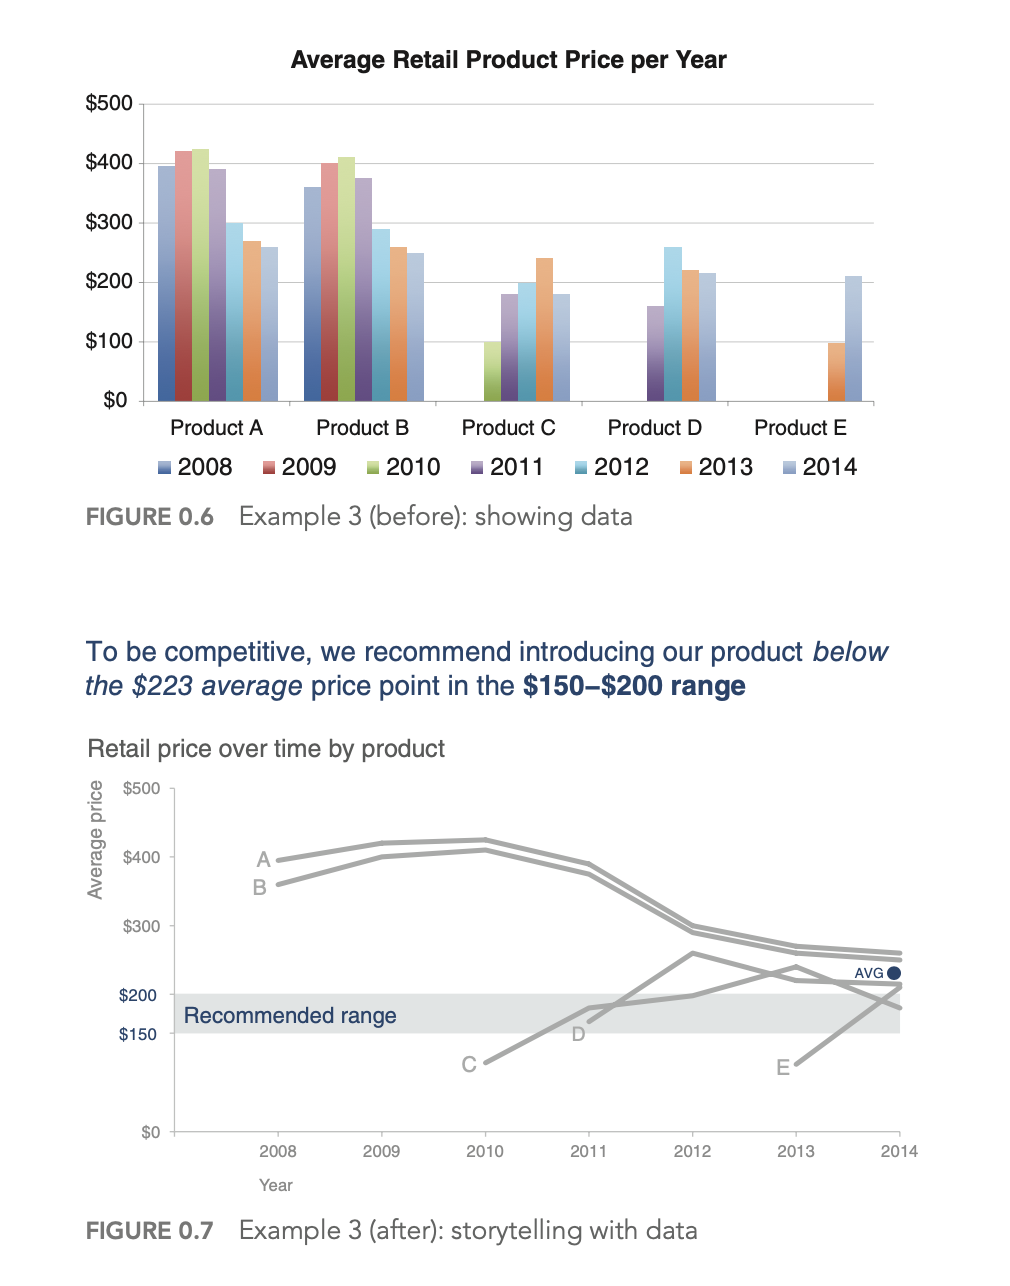 Average Retail Product Price per Year
$500
$400
$300
$200
$100
$0
Product A Product B Product C Product D Product E
2008 2009 2010 2011 2012 2013 2014
FIGURE 0.6 Example 3 (before): showing data
To be competitive, we recommend introducing our product below
the $223 average price point in the $150–$200 range
Retail price over time by product
Average price
$500
$400
$300
$200
$150
$0
A
B
C
D
E
AVG
Recommended range
2008 2009 2010 2011 2012 2013 2014
Year
FIGURE 0.7 Example 3 (after): storytelling with data